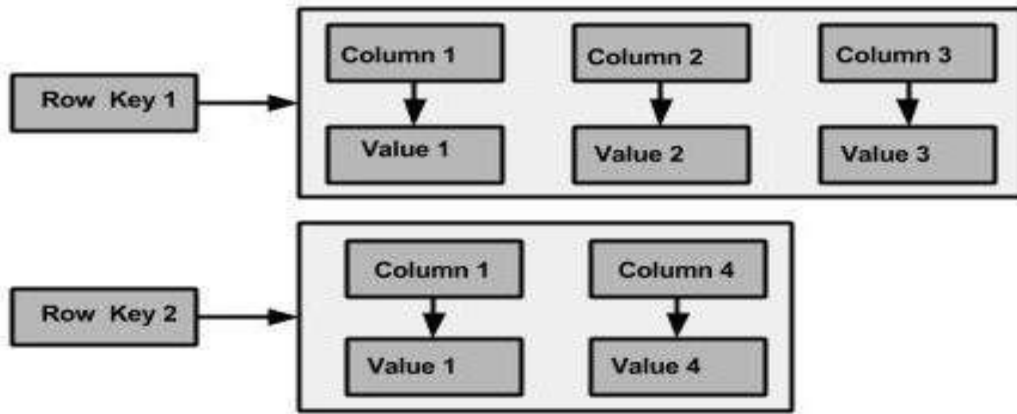 Column 1
Column 2
Column 3
Row Key 1
Value 1
Value 2
Value 3
Column 1
Column 4
Row Key 2
Value 1
Value 4